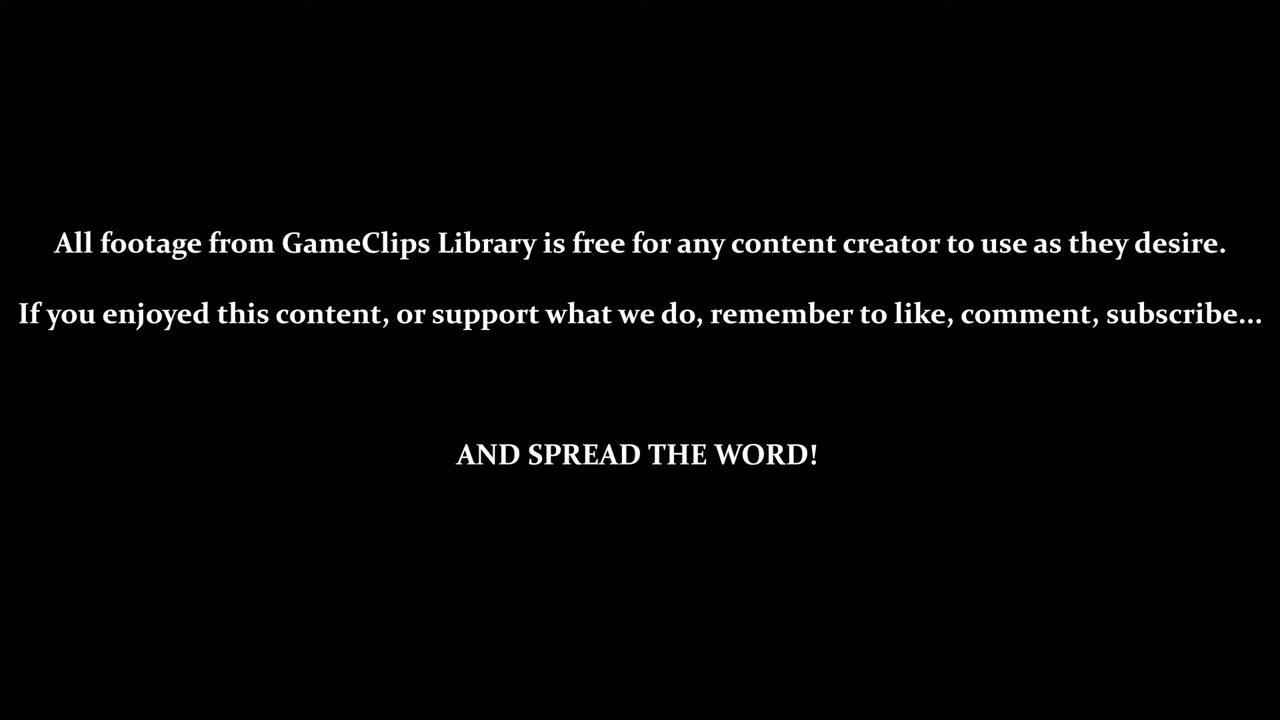 All footage from GameClips Library is free for any content creator to use as they desire.
If you enjoyed this content, or support what we do, remember to like, comment, subscribe...
AND SPREAD THE WORD!